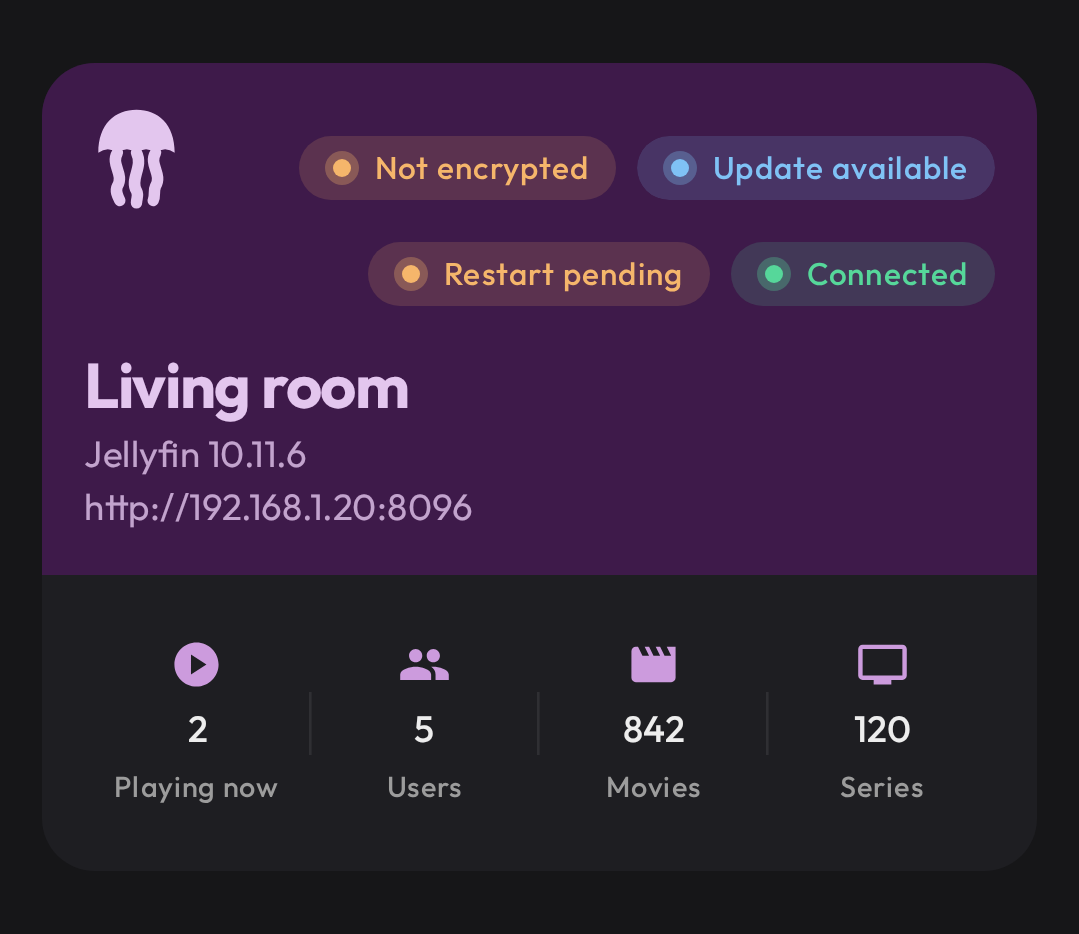 Not encrypted Update available
Restart pending Connected
Living room
Jellyfin 10.11.6
http://192.168.1.20:8096
2 5 842 120
Playing now Users Movies Series